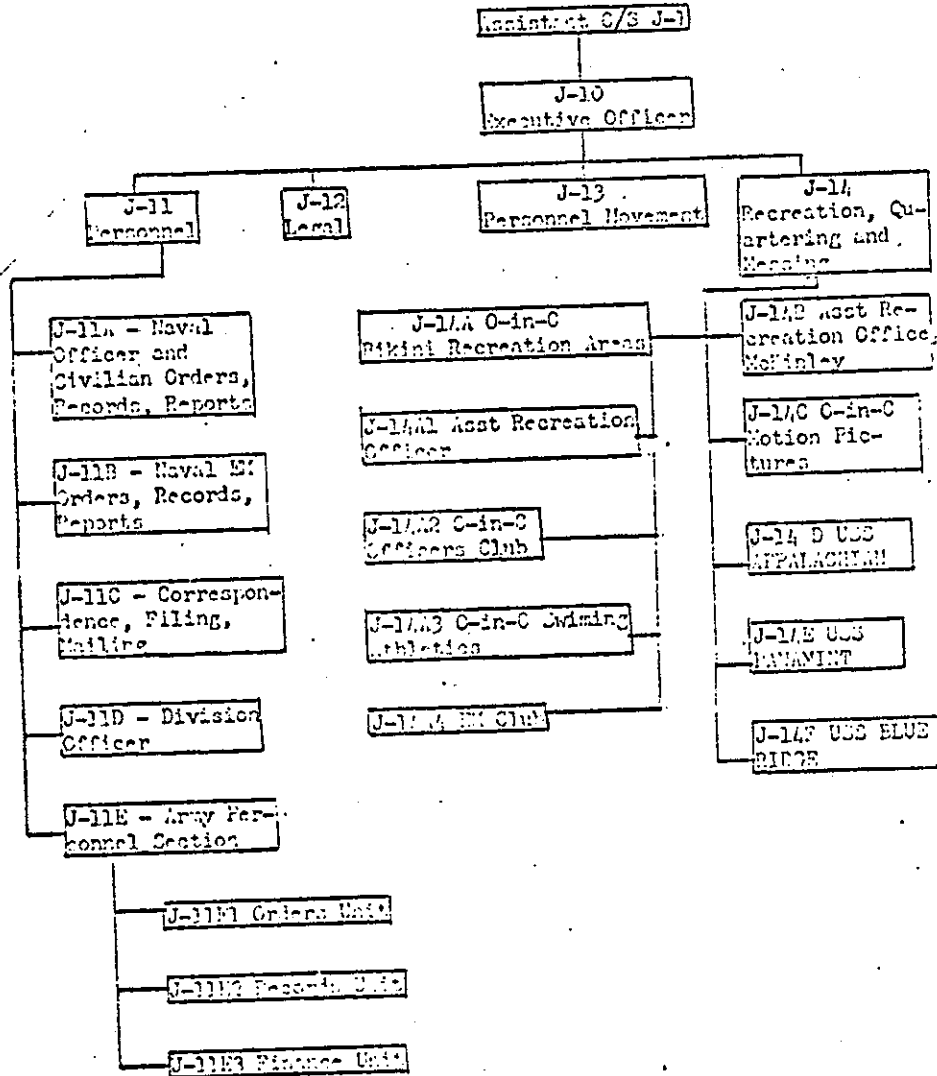 Assistant C/S J-1
J-10
Executive Officer
J-11
Personnel
J-12
Legal
J-13
Personnel Movement
J-14
Recreation, Qu-
artering and
Messing
J-11A - Naval
Officer and
Civilian Orders,
Records, Reports
J-11B - Naval EM
Orders, Records,
Reports
J-11C - Correspon-
dence, Filing,
Mailing
J-11D - Division
Officer
J-11E - Army Per-
sonnel Section
J-11E1 Orders Unit
J-11E2 Records Unit
J-11E3 Finance Unit
J-14A O-in-C
Bikini Recreation Areas
J-14A1 Asst Recreation
Officer
J-14A2 O-in-C
Officers Club
J-14A3 O-in-C Swiming
Athletics
J-14A4 EM Club
J-14B Asst Re-
creation Office,
McKinley
J-14C O-in-C
Motion Pic-
tures
J-14 D USS
APPALACHIAN
J-14E USS
PANAMINT
J-14F USS BLUE
RIDGE